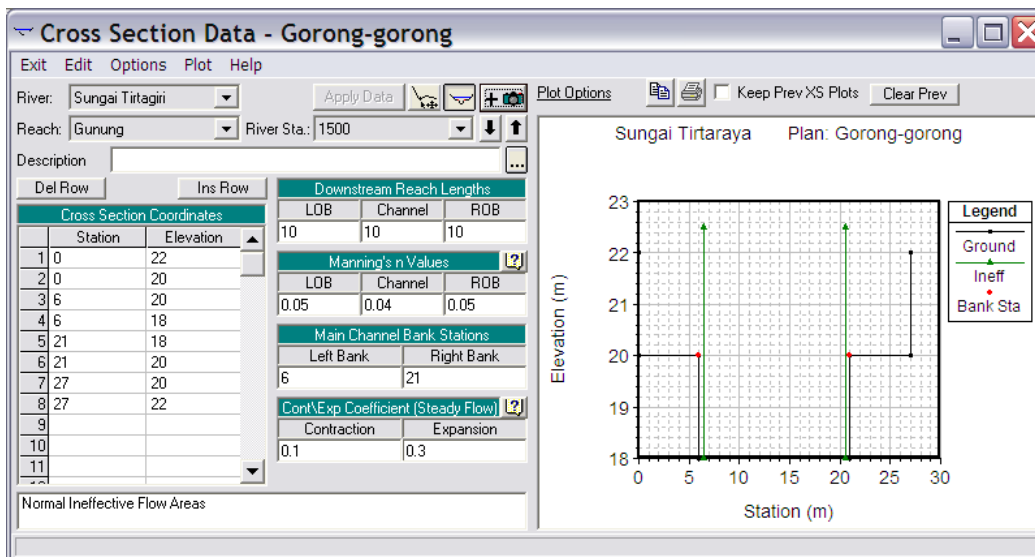 Cross Section Data - Gorong-gorong
Exit Edit Options Plot Help
River: Sungai Tirtagiri Apply Data Plot Options Keep Prev XS Plots Clear Prev
Reach: Gunung River Sta.: 1500
Description ...
Del Row Ins Row
Cross Section Coordinates
Station Elevation
1 0 22
2 0 20
3 6 20
4 6 18
5 21 18
6 21 20
7 27 20
8 27 22
9
10
11
Downstream Reach Lengths
LOB Channel ROB
10 10 10
Manning's n Values ?
LOB Channel ROB
0.05 0.04 0.05
Main Channel Bank Stations
Left Bank Right Bank
6 21
Cont\Exp Coefficient (Steady Flow) ?
Contraction Expansion
0.1 0.3
Normal Ineffective Flow Areas
Sungai Tirtaraya Plan: Gorong-gorong
23
22
21
20
19
18
Elevation (m)
0 5 10 15 20 25 30
Station (m)
Legend
Ground
Ineff
Bank Sta